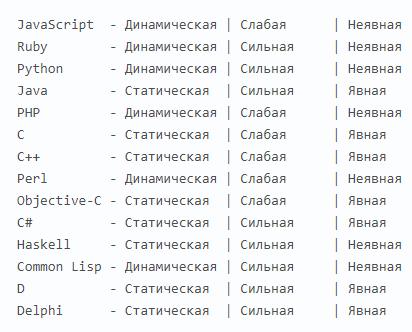 JavaScript - Динамическая | Слабая | Неявная
Ruby - Динамическая | Сильная | Неявная
Python - Динамическая | Сильная | Неявная
Java - Статическая | Сильная | Явная
PHP - Динамическая | Слабая | Неявная
C - Статическая | Слабая | Явная
C++ - Статическая | Слабая | Явная
Perl - Динамическая | Слабая | Неявная
Objective-C - Статическая | Слабая | Явная
C# - Статическая | Сильная | Явная
Haskell - Статическая | Сильная | Неявная
Common Lisp - Динамическая | Сильная | Неявная
D - Статическая | Сильная | Явная
Delphi - Статическая | Сильная | Явная